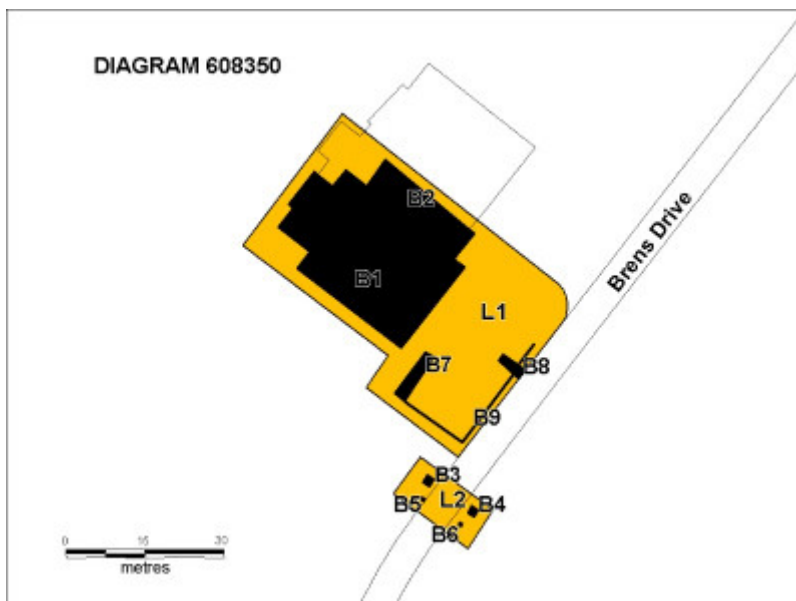 DIAGRAM 608350
B2
Brens Drive
B1
L1
B7
B8
B9
B3
L2
B5
B4
B6
0 15 30
metres